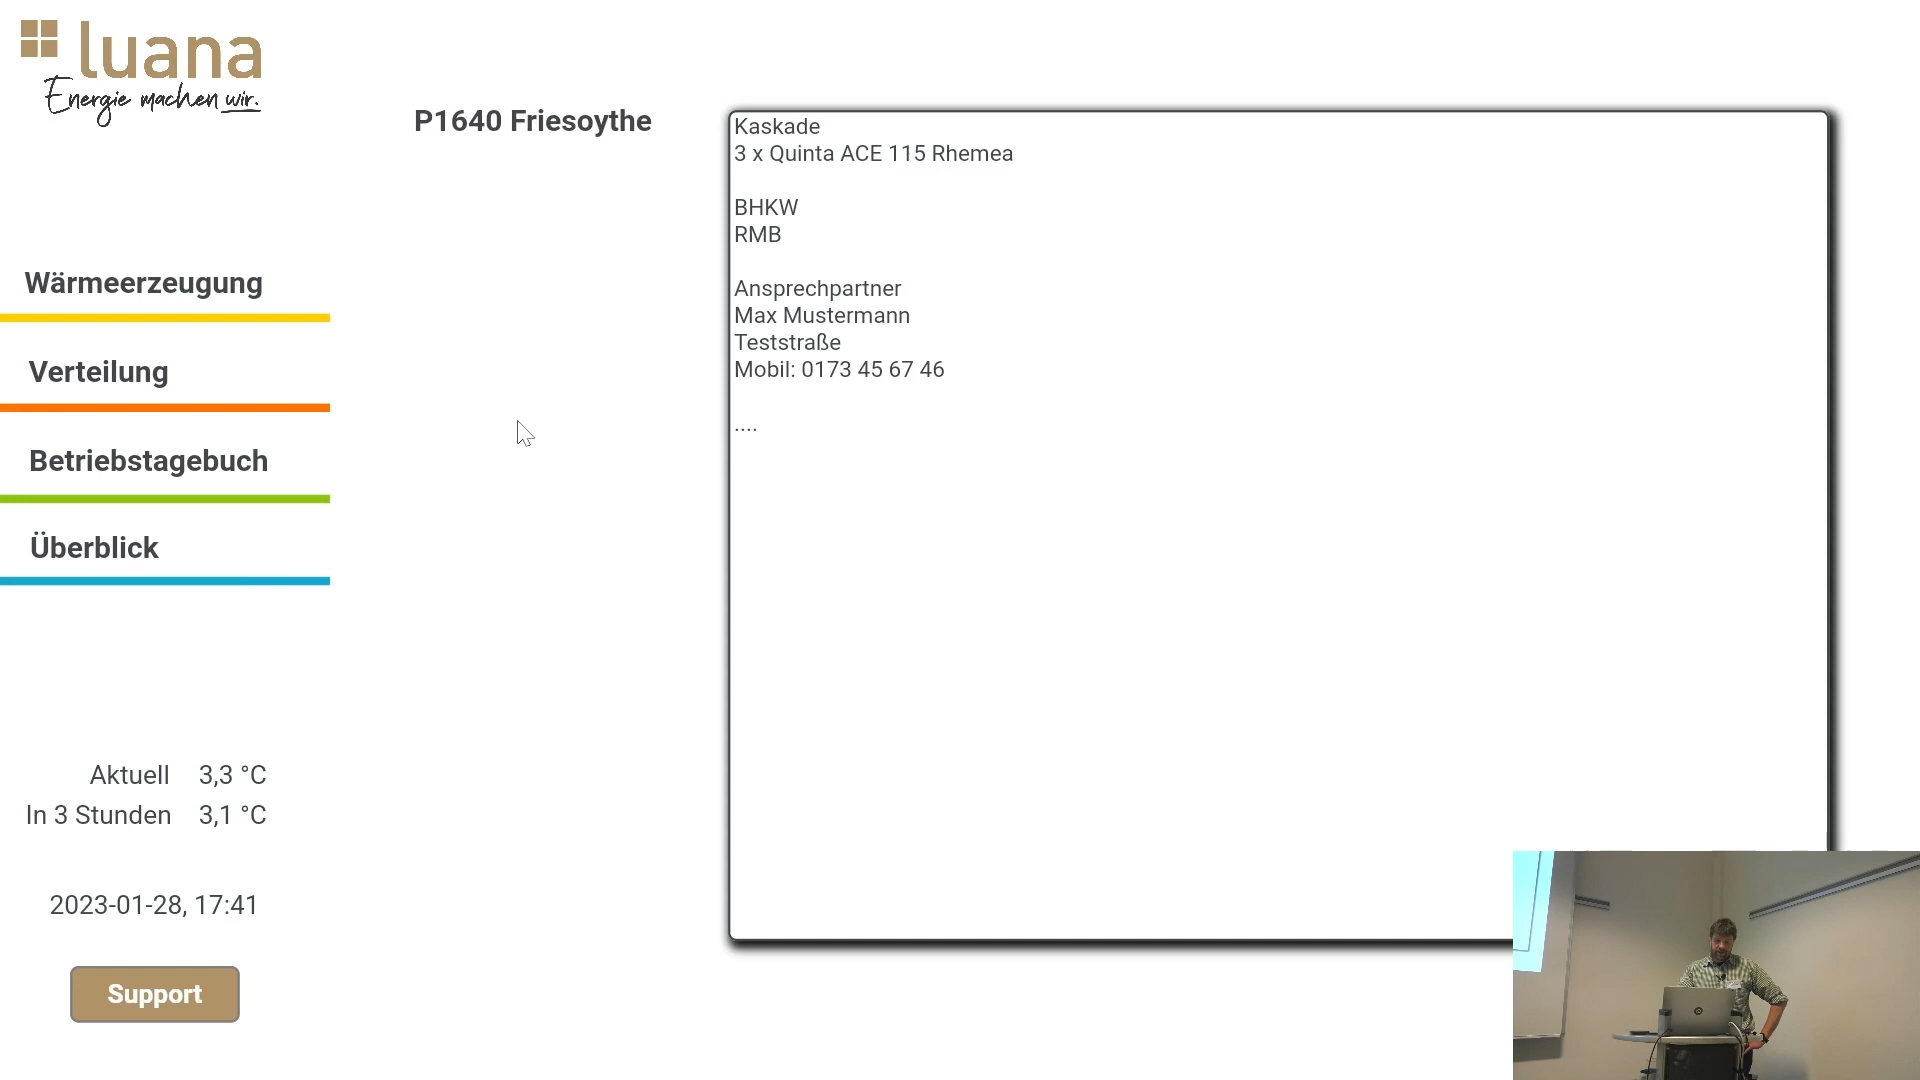 luana
Energie machen wir.
P1640 Friesoythe
Kaskade
3 x Quinta ACE 115 Rhemea
BHKW
RMB
Ansprechpartner
Max Mustermann
Teststraße
Mobil: 0173 45 67 46
....
Wärmeerzeugung
Verteilung
Betriebstagebuch
Überblick
Aktuell 3,3 °C
In 3 Stunden 3,1 °C
2023-01-28, 17:41
Support